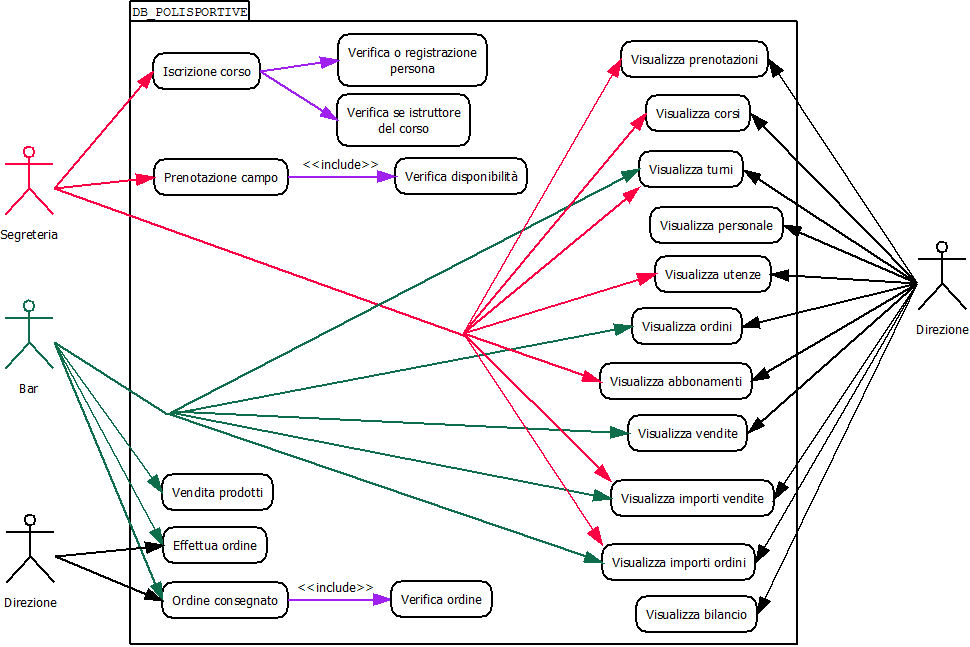 DB_POLISPORTIVE
Iscrizione corso
Verifica o registrazione
persona
Verifica se istruttore
del corso
Prenotazione campo
<<include>>
Verifica disponibilità
Segreteria
Bar
Direzione
Vendita prodotti
Effettua ordine
Ordine consegnato
<<include>>
Verifica ordine
Visualizza prenotazioni
Visualizza corsi
Visualizza turni
Visualizza personale
Visualizza utenze
Visualizza ordini
Visualizza abbonamenti
Visualizza vendite
Visualizza importi vendite
Visualizza importi ordini
Visualizza bilancio
Direzione